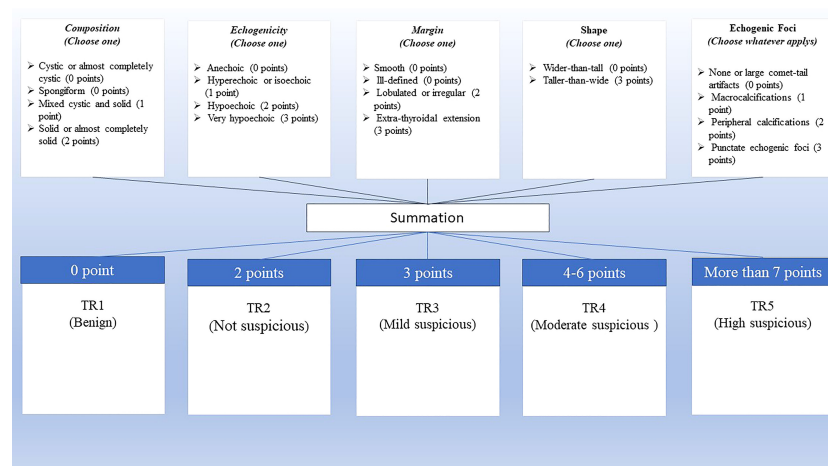 Composition
(Choose one)
➢ Cystic or almost completely
cystic (0 points)
➢ Spongiform (0 points)
➢ Mixed cystic and solid (1
point)
➢ Solid or almost completely
solid (2 points)
Echogenicity
(Choose one)
➢ Anechoic (0 points)
➢ Hyperechoic or isoechoic
(1 point)
➢ Hypoechoic (2 points)
➢ Very hypoechoic (3 points)
Margin
(Choose one)
➢ Smooth (0 points)
➢ Ill-defined (0 points)
➢ Lobulated or irregular (2
points)
➢ Extra-thyroidal extension
(3 points)
Shape
(Choose one)
➢ Wider-than-tall (0 points)
➢ Taller-than-wide (3 points)
Echogenic Foci
(Choose whatever applys)
➢ None or large comet-tail
artifacts (0 points)
➢ Macrocalcifications (1
point)
➢ Peripheral calcifications (2
points)
➢ Punctate echogenic foci (3
points)
Summation
0 point
TR1
(Benign)
2 points
TR2
(Not suspicious)
3 points
TR3
(Mild suspicious)
4-6 points
TR4
(Moderate suspicious )
More than 7 points
TR5
(High suspicious)